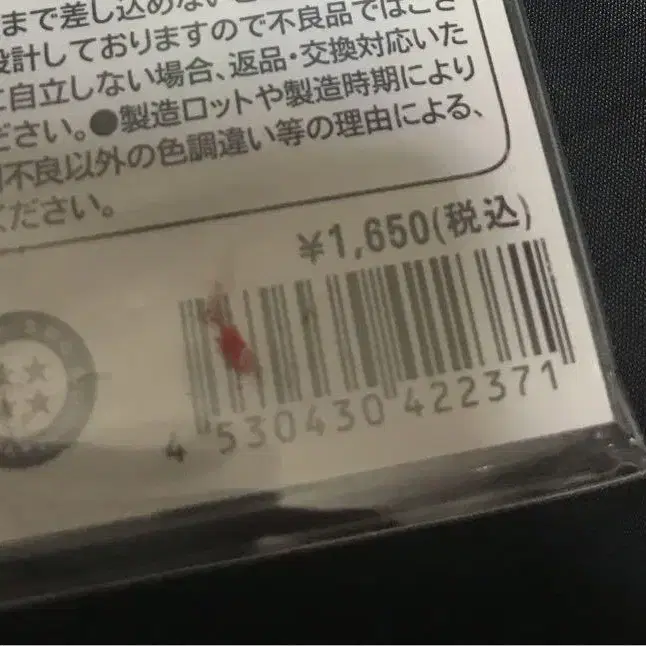 まで差し込めない
設計しておりますので不良品ではござ
自立しない場合、返品・交換対応いた
ださい。●製造ロットや製造時期により
不良以外の色調違い等の理由による、
ください。
¥1,650(税込)
4 530430 422371